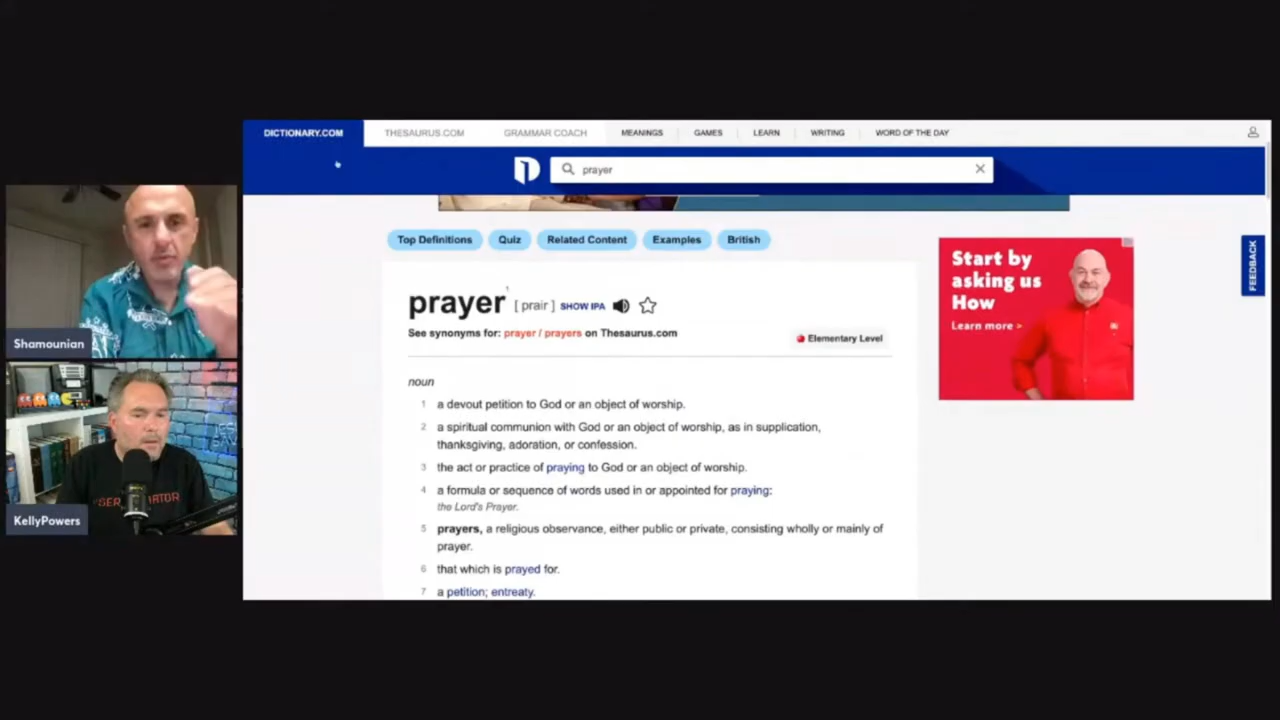 DICTIONARY.COM
THESAURUS.COM
GRAMMAR COACH
MEANINGS
GAMES
LEARN
WRITING
WORD OF THE DAY
prayer
Top Definitions
Quiz
Related Content
Examples
British
prayer1 [ prair ] SHOW IPA
See synonyms for: prayer / prayers on Thesaurus.com
Elementary Level
noun
1 a devout petition to God or an object of worship.
2 a spiritual communion with God or an object of worship, as in supplication,
thanksgiving, adoration, or confession.
3 the act or practice of praying to God or an object of worship.
4 a formula or sequence of words used in or appointed for praying:
the Lord's Prayer.
5 prayers, a religious observance, either public or private, consisting wholly or mainly of
prayer.
6 that which is prayed for.
7 a petition; entreaty.
Start by
asking us
How
Learn more >
FEEDBACK
Shamounian
KellyPowers